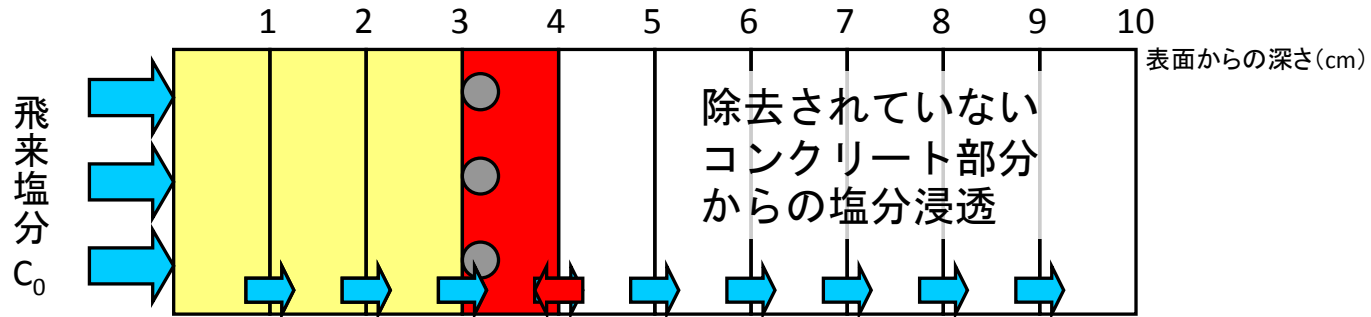 1 2 3 4 5 6 7 8 9 10
表面からの深さ(cm)
飛来塩分
C₀
除去されていない
コンクリート部分
からの塩分浸透